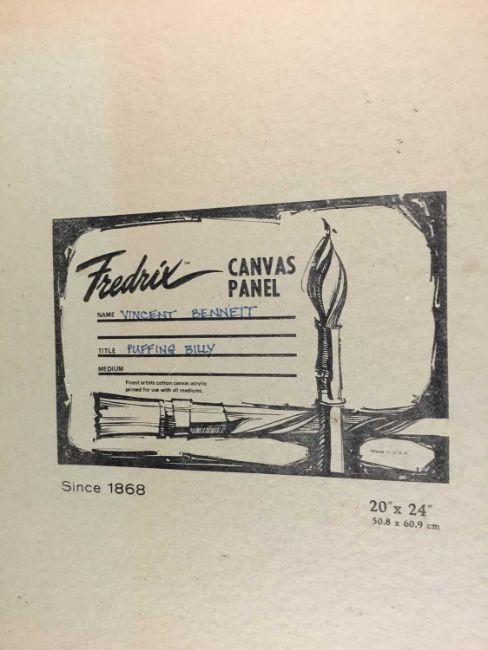 Fredrix™ CANVAS
PANEL
NAME VINCENT BENNETT
TITLE PUFFING BILLY
MEDIUM
Finest artists cotton canvas acrylic
primed for use with all mediums.
Made in U.S.A.
Since 1868
20" x 24"
50.8 x 60.9 cm